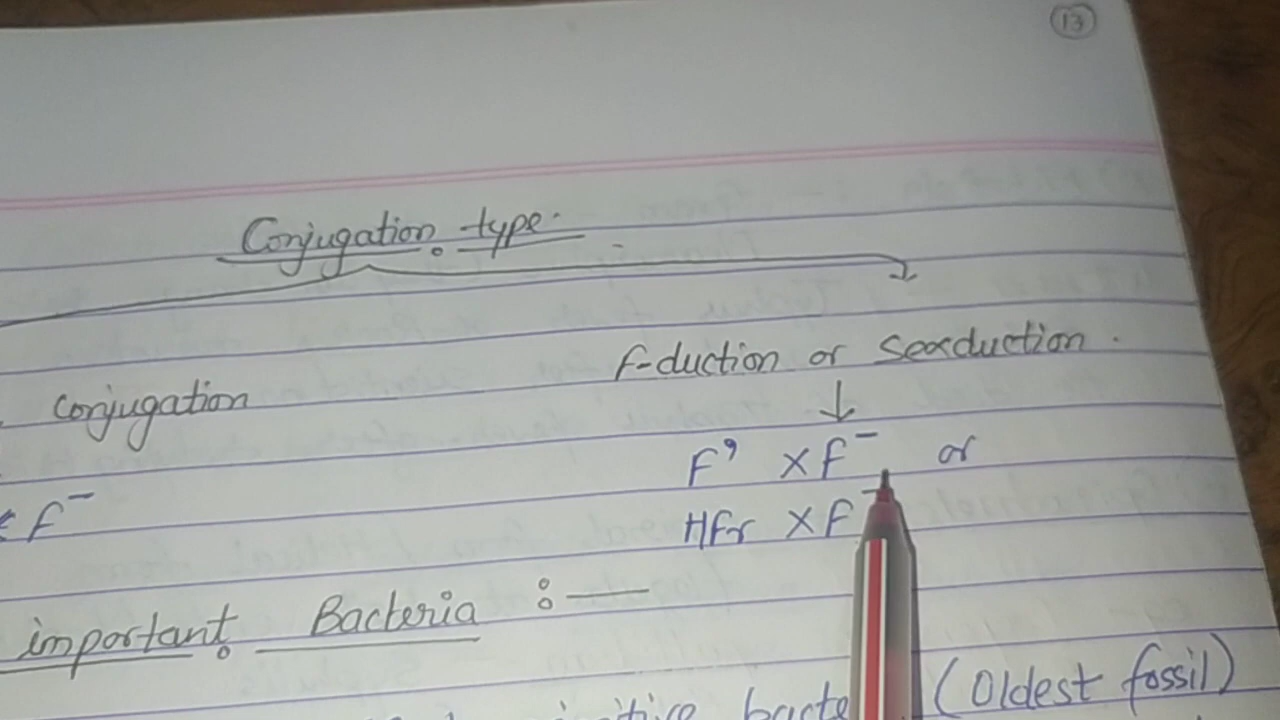 13
Conjugation type.
f-duction or sexduction.
conjugation
F' × f⁻ or
f⁻
Hfr × F⁻
important Bacteria :—
(Oldest fossil)